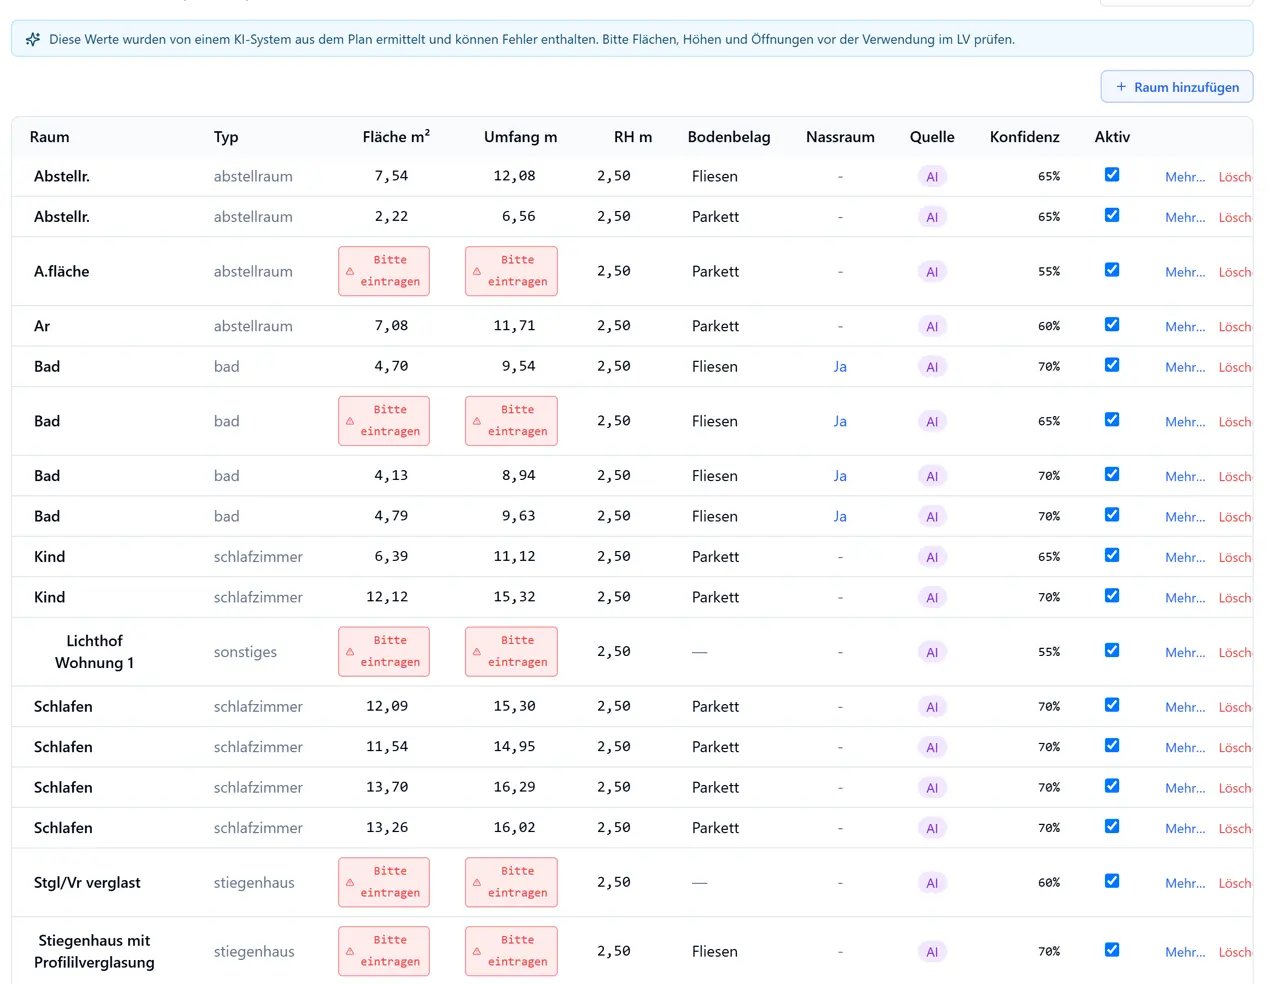 Diese Werte wurden von einem KI-System aus dem Plan ermittelt und können Fehler enthalten. Bitte Flächen, Höhen und Öffnungen vor der Verwendung im LV prüfen.
+ Raum hinzufügen
Raum Typ Fläche m² Umfang m RH m Bodenbelag Nassraum Quelle Konfidenz Aktiv
Abstellr. abstellraum 7,54 12,08 2,50 Fliesen - AI 65% Mehr... Lösch
Abstellr. abstellraum 2,22 6,56 2,50 Parkett - AI 65% Mehr... Lösch
A.fläche abstellraum Bitte eintragen Bitte eintragen 2,50 Parkett - AI 55% Mehr... Lösch
Ar abstellraum 7,08 11,71 2,50 Parkett - AI 60% Mehr... Lösch
Bad bad 4,70 9,54 2,50 Fliesen Ja AI 70% Mehr... Lösch
Bad bad Bitte eintragen Bitte eintragen 2,50 Fliesen Ja AI 65% Mehr... Lösch
Bad bad 4,13 8,94 2,50 Fliesen Ja AI 70% Mehr... Lösch
Bad bad 4,79 9,63 2,50 Fliesen Ja AI 70% Mehr... Lösch
Kind schlafzimmer 6,39 11,12 2,50 Parkett - AI 65% Mehr... Lösch
Kind schlafzimmer 12,12 15,32 2,50 Parkett - AI 70% Mehr... Lösch
Lichthof Wohnung 1 sonstiges Bitte eintragen Bitte eintragen 2,50 — - AI 55% Mehr... Lösch
Schlafen schlafzimmer 12,09 15,30 2,50 Parkett - AI 70% Mehr... Lösch
Schlafen schlafzimmer 11,54 14,95 2,50 Parkett - AI 70% Mehr... Lösch
Schlafen schlafzimmer 13,70 16,29 2,50 Parkett - AI 70% Mehr... Lösch
Schlafen schlafzimmer 13,26 16,02 2,50 Parkett - AI 70% Mehr... Lösch
Stgl/Vr verglast stiegenhaus Bitte eintragen Bitte eintragen 2,50 — - AI 60% Mehr... Lösch
Stiegenhaus mit Profililverglasung stiegenhaus Bitte eintragen Bitte eintragen 2,50 Fliesen - AI 70% Mehr... Lösch